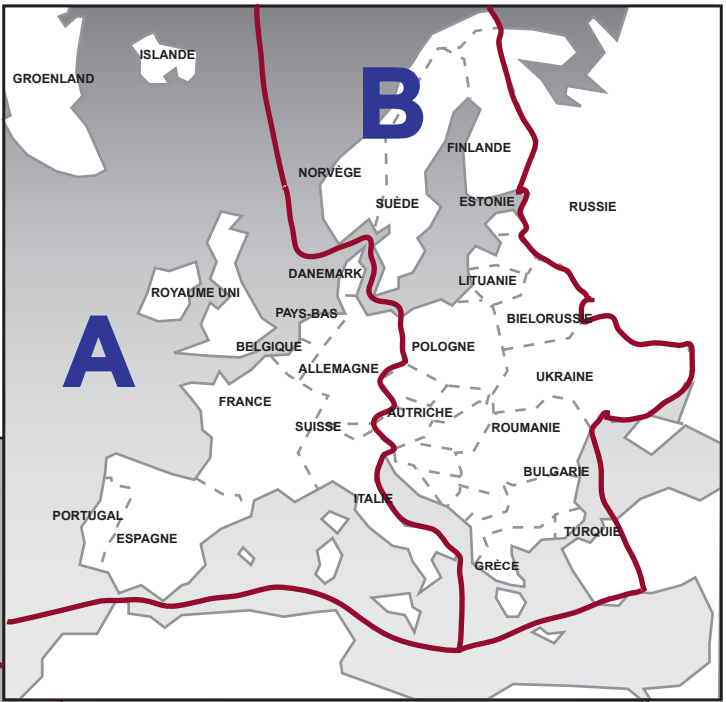 ISLANDE
GROENLAND
B
FINLANDE
NORVÈGE
SUÈDE
ESTONIE
RUSSIE
DANEMARK
LITUANIE
ROYAUME UNI
PAYS-BAS
BIELORUSSIE
BELGIQUE
POLOGNE
A
ALLEMAGNE
UKRAINE
FRANCE
AUTRICHE
SUISSE
ROUMANIE
BULGARIE
ITALIE
PORTUGAL
TURQUIE
ESPAGNE
GRÈCE